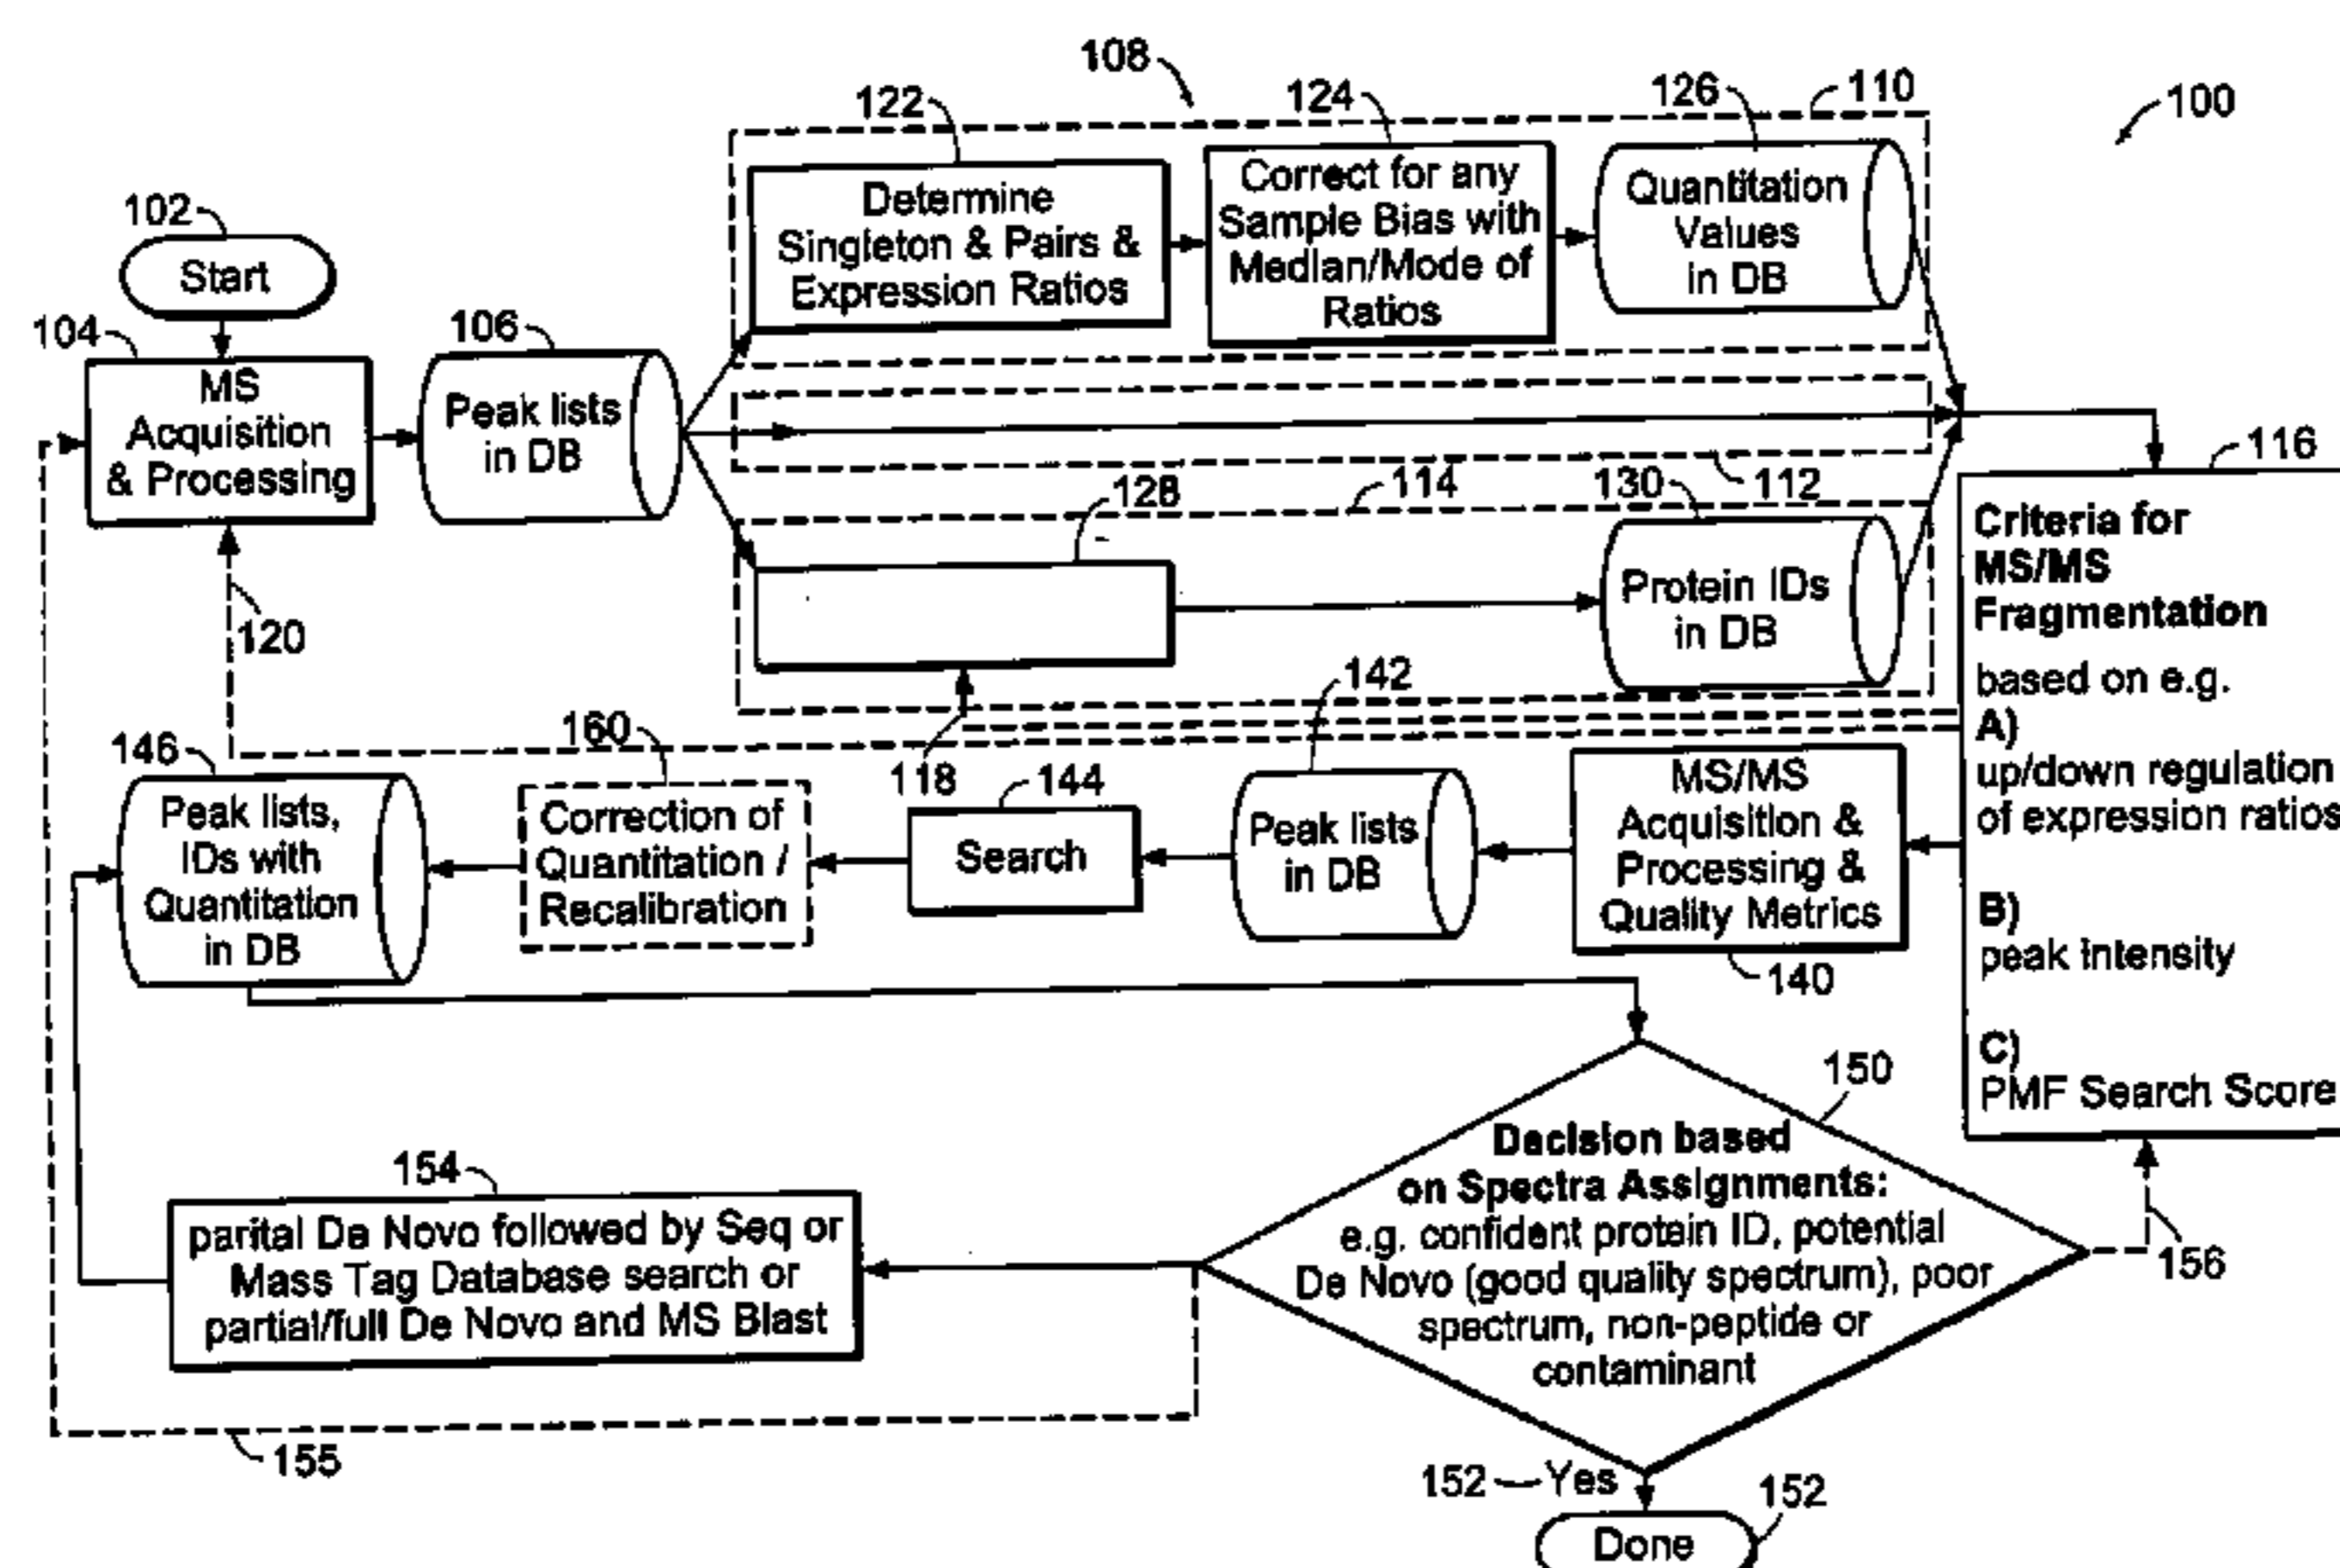 108
122
124
126
110
100
102
Start
Determine
Singleton & Pairs &
Expression Ratios
Correct for any
Sample Bias with
Median/Mode of
Ratios
Quantitation
Values
in DB
104
MS
Acquisition
& Processing
106
Peak lists
in DB
112
116
128
114
130
Protein IDs
in DB
120
118
Criteria for
MS/MS
Fragmentation
based on e.g.
A)
up/down regulation
of expression ratios
B)
peak intensity
C)
PMF Search Score
146
Peak lists,
IDs with
Quantitation
in DB
160
Correction of
Quantitation /
Recalibration
144
Search
142
Peak lists
in DB
MS/MS
Acquisition &
Processing &
Quality Metrics
140
150
Decision based
on Spectra Assignments:
e.g. confident protein ID, potential
De Novo (good quality spectrum), poor
spectrum, non-peptide or
contaminant
156
154
parital De Novo followed by Seq or
Mass Tag Database search or
partial/full De Novo and MS Blast
155
152 Yes
152
Done